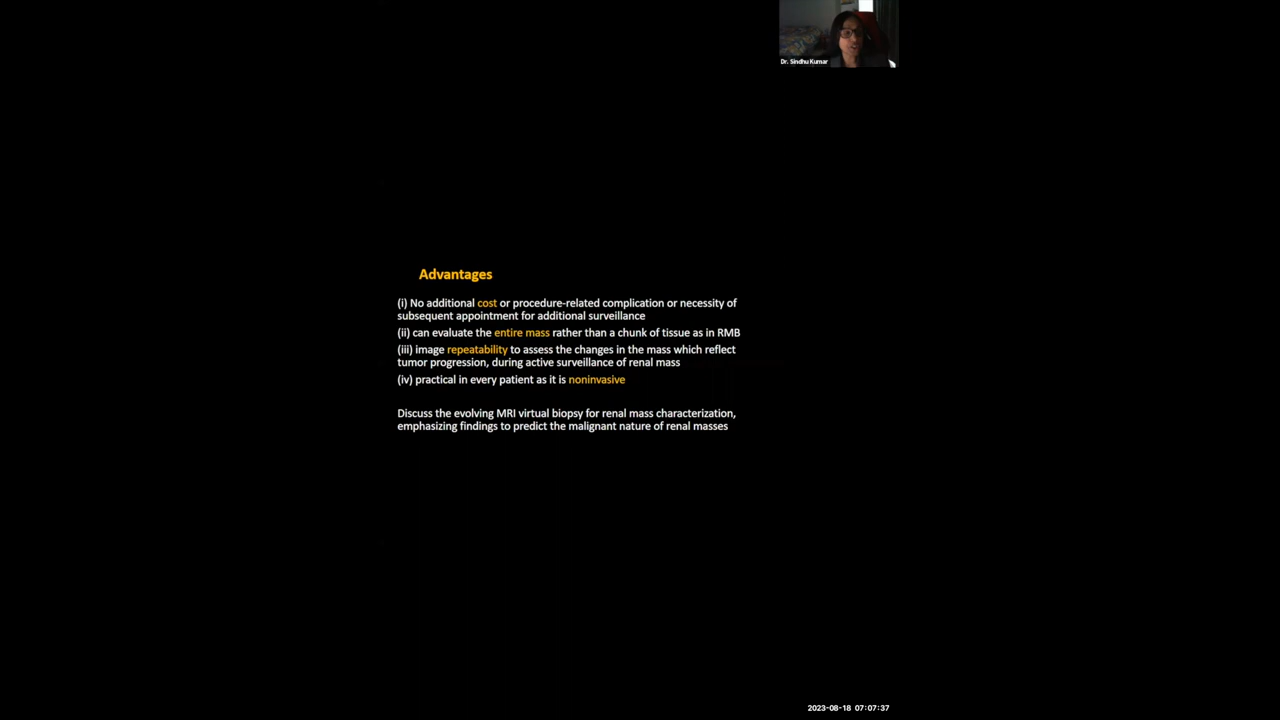 Dr. Sindhu Kumar
Advantages
(i) No additional cost or procedure-related complication or necessity of
subsequent appointment for additional surveillance
(ii) can evaluate the entire mass rather than a chunk of tissue as in RMB
(iii) image repeatability to assess the changes in the mass which reflect
tumor progression, during active surveillance of renal mass
(iv) practical in every patient as it is noninvasive
Discuss the evolving MRI virtual biopsy for renal mass characterization,
emphasizing findings to predict the malignant nature of renal masses
2023-08-18 07:07:37